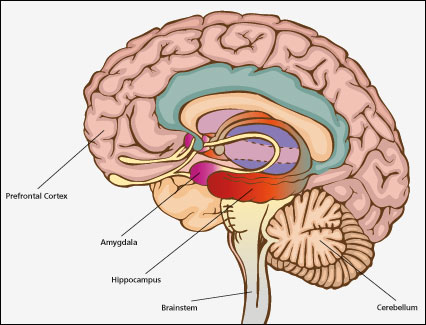 Prefrontal Cortex
Amygdala
Hippocampus
Brainstem
Cerebellum